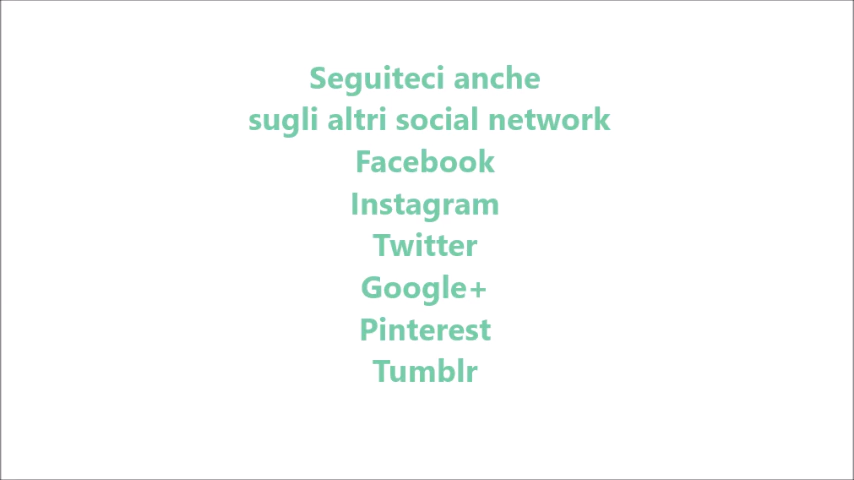 Seguiteci anche
sugli altri social network
Facebook
Instagram
Twitter
Google+
Pinterest
Tumblr